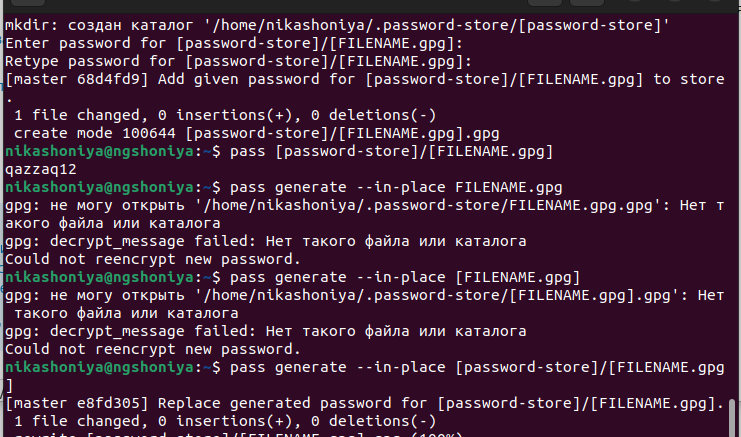 mkdir: создан каталог '/home/nikashoniya/.password-store/[password-store]'
Enter password for [password-store]/[FILENAME.gpg]:
Retype password for [password-store]/[FILENAME.gpg]:
[master 68d4fd9] Add given password for [password-store]/[FILENAME.gpg] to store
.
 1 file changed, 0 insertions(+), 0 deletions(-)
 create mode 100644 [password-store]/[FILENAME.gpg].gpg
nikashoniya@ngshoniya:~$ pass [password-store]/[FILENAME.gpg]
qazzaq12
nikashoniya@ngshoniya:~$ pass generate --in-place FILENAME.gpg
gpg: не могу открыть '/home/nikashoniya/.password-store/FILENAME.gpg.gpg': Нет т
акого файла или каталога
gpg: decrypt_message failed: Нет такого файла или каталога
Could not reencrypt new password.
nikashoniya@ngshoniya:~$ pass generate --in-place [FILENAME.gpg]
gpg: не могу открыть '/home/nikashoniya/.password-store/[FILENAME.gpg].gpg': Нет
 такого файла или каталога
gpg: decrypt_message failed: Нет такого файла или каталога
Could not reencrypt new password.
nikashoniya@ngshoniya:~$ pass generate --in-place [password-store]/[FILENAME.gpg
]
[master e8fd305] Replace generated password for [password-store]/[FILENAME.gpg].
 1 file changed, 0 insertions(+), 0 deletions(-)
 rewrite [password-store]/[FILENAME.gpg].gpg (100%)